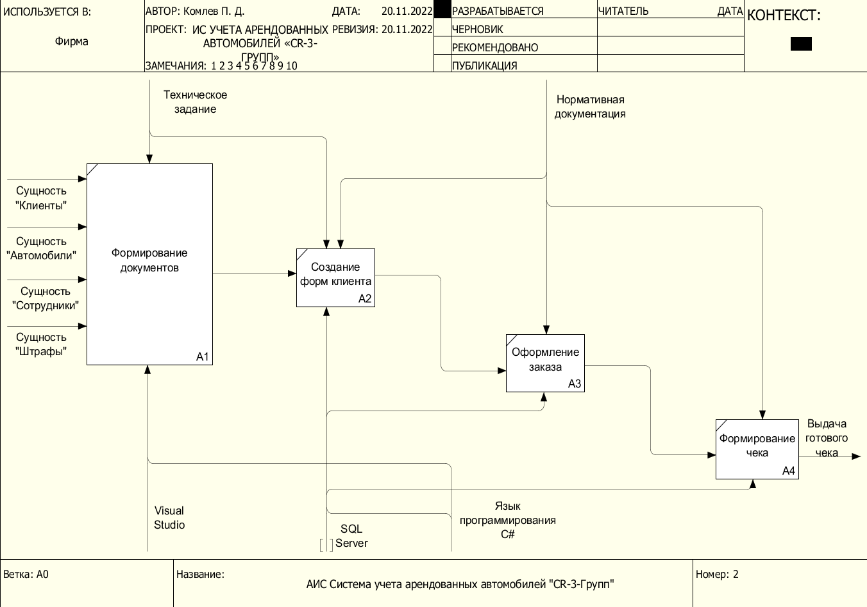 ИСПОЛЬЗУЕТСЯ В:
Фирма
АВТОР: Комлев П. Д.
ДАТА: 20.11.2022
ПРОЕКТ: ИС УЧЕТА АРЕНДОВАННЫХ
АВТОМОБИЛЕЙ «CR-3-
ГРУПП»
РЕВИЗИЯ: 20.11.2022
ЗАМЕЧАНИЯ: 1 2 3 4 5 6 7 8 9 10
РАЗРАБАТЫВАЕТСЯ
ЧЕРНОВИК
РЕКОМЕНДОВАНО
ПУБЛИКАЦИЯ
ЧИТАТЕЛЬ
ДАТА
КОНТЕКСТ:
Техническое
задание
Нормативная
документация
Сущность
"Клиенты"
Сущность
"Автомобили"
Сущность
"Сотрудники"
Сущность
"Штрафы"
Формирование
документов
A1
Создание
форм клиента
A2
Оформление
заказа
A3
Формирование
чека
A4
Выдача
готового
чека
Visual
Studio
SQL
Server
Язык
программирования
C#
Ветка: A0
Название:
АИС Система учета арендованных автомобилей "CR-3-Групп"
Номер: 2